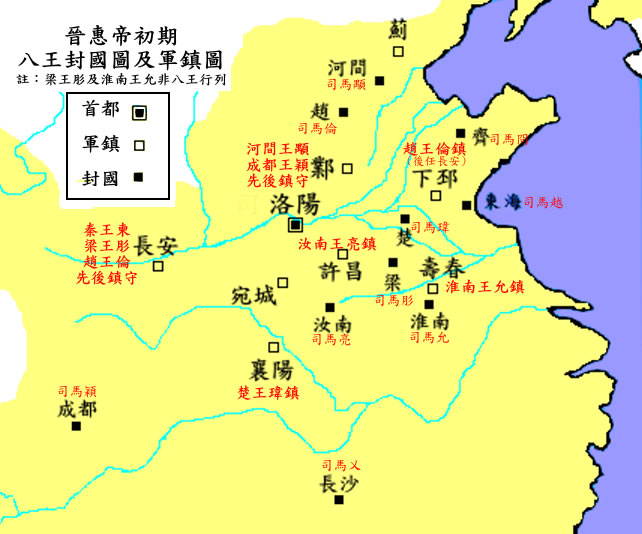 晉惠帝初期
八王封國圖及軍鎮圖
註：梁王肜及淮南王允非八王行列
首都
軍鎮
封國
薊
河間
司馬顒
趙
司馬倫
河間王顒
成都王穎
先後鎮守
鄴
趙王倫鎮
(後任長安)
齊
司馬冏
下邳
東海
司馬越
洛陽
楚
司馬瑋
秦王柬
梁王肜
趙王倫
先後鎮守
長安
汝南王亮鎮
許昌
梁
司馬肜
壽春
淮南王允鎮
宛城
汝南
司馬亮
淮南
司馬允
襄陽
楚王瑋鎮
司馬穎
成都
司馬乂
長沙